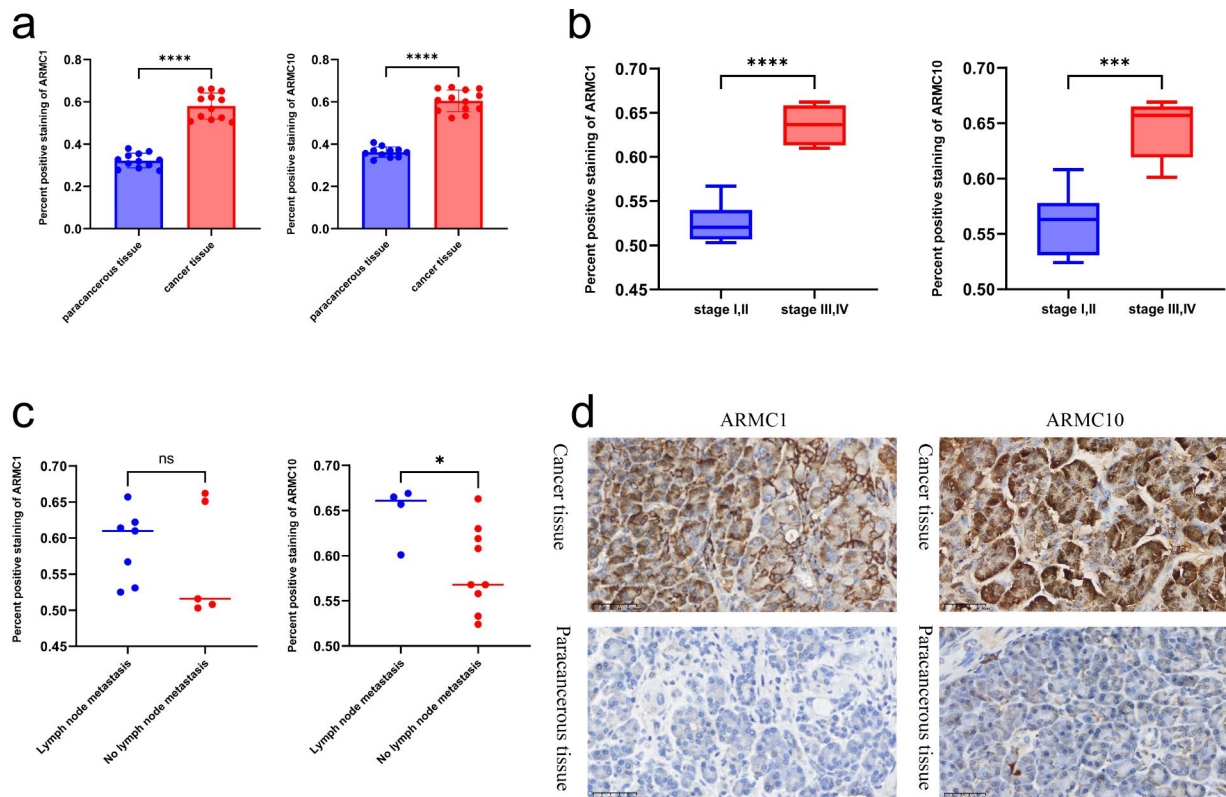 a
Percent positive staining of ARMC1
0.8
0.6
0.4
0.2
0.0
****
paracancerous tissue
cancer tissue
Percent positive staining of ARMC10
0.8
0.6
0.4
0.2
0.0
****
paracancerous tissue
cancer tissue
b
Percent positive staining of ARMC1
0.70
0.65
0.60
0.55
0.50
0.45
****
stage I,II
stage III,IV
Percent positive staining of ARMC10
0.70
0.65
0.60
0.55
0.50
***
stage I,II
stage III,IV
c
Percent positive staining of ARMC1
0.70
0.65
0.60
0.55
0.50
0.45
ns
Lymph node metastasis
No lymph node metastasis
Percent positive staining of ARMC10
0.70
0.65
0.60
0.55
0.50
*
Lymph node metastasis
No lymph node metastasis
d
ARMC1
ARMC10
Cancer tissue
Cancer tissue
Paracancerous tissue
Paracancerous tissue